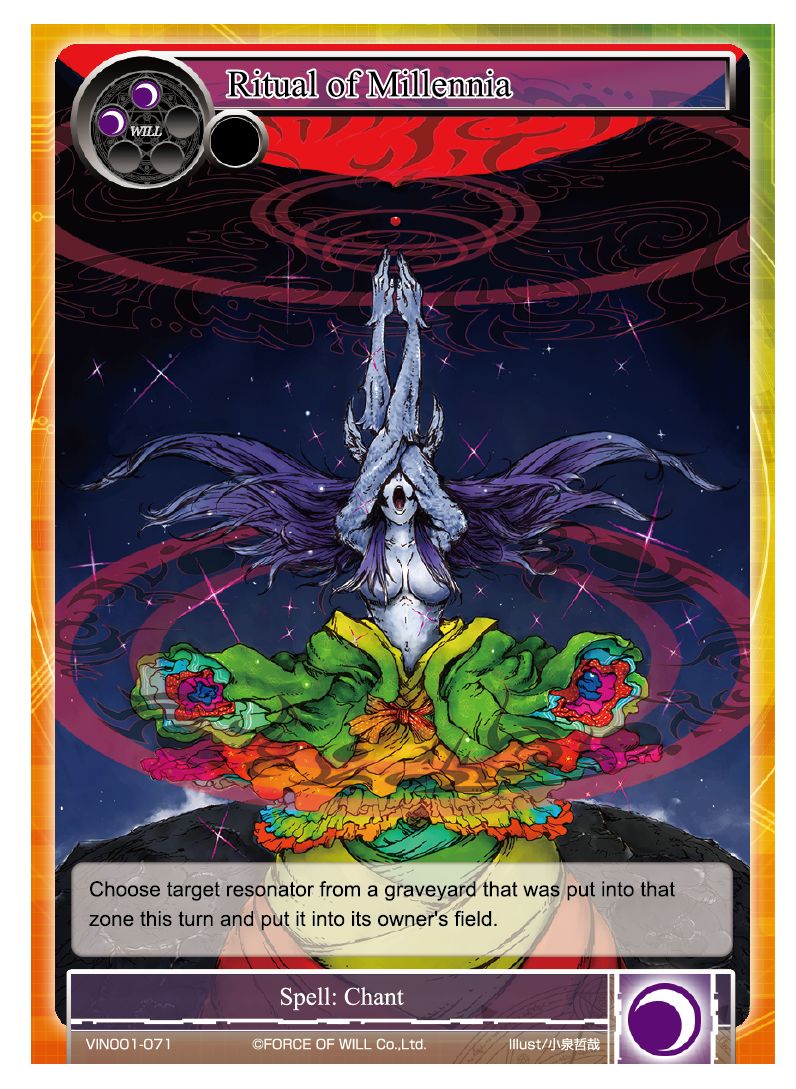 Ritual of Millennia
WILL
Choose target resonator from a graveyard that was put into that
zone this turn and put it into its owner's field.
Spell: Chant
VIN001-071 ©FORCE OF WILL Co.,Ltd. Illust/小泉哲哉